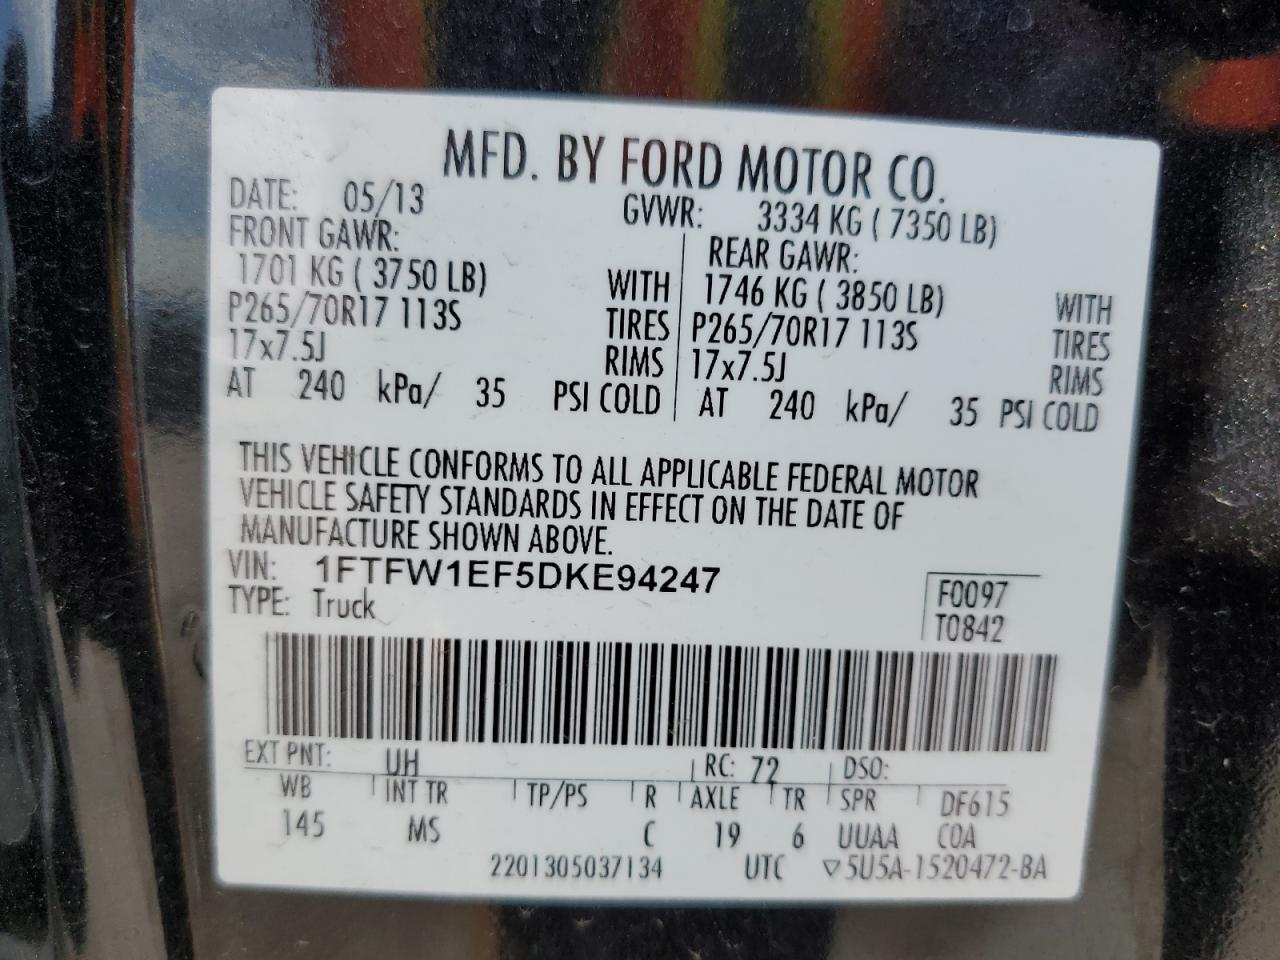 MFD. BY FORD MOTOR CO.
DATE: 05/13 GVWR: 3334 KG ( 7350 LB)
FRONT GAWR: REAR GAWR:
1701 KG ( 3750 LB) WITH 1746 KG ( 3850 LB) WITH
P265/70R17 113S TIRES P265/70R17 113S TIRES
17x7.5J RIMS 17x7.5J RIMS
AT 240 kPa/ 35 PSI COLD AT 240 kPa/ 35 PSI COLD
THIS VEHICLE CONFORMS TO ALL APPLICABLE FEDERAL MOTOR
VEHICLE SAFETY STANDARDS IN EFFECT ON THE DATE OF
MANUFACTURE SHOWN ABOVE.
VIN: 1FTFW1EF5DKE94247 F0097
TYPE: Truck T0842
EXT PNT: UH RC: 72 DSO:
WB INT TR TP/PS R AXLE TR SPR DF615
145 MS C 19 6 UUAA COA
2201305037134 UTC ▽5U5A-1520472-BA